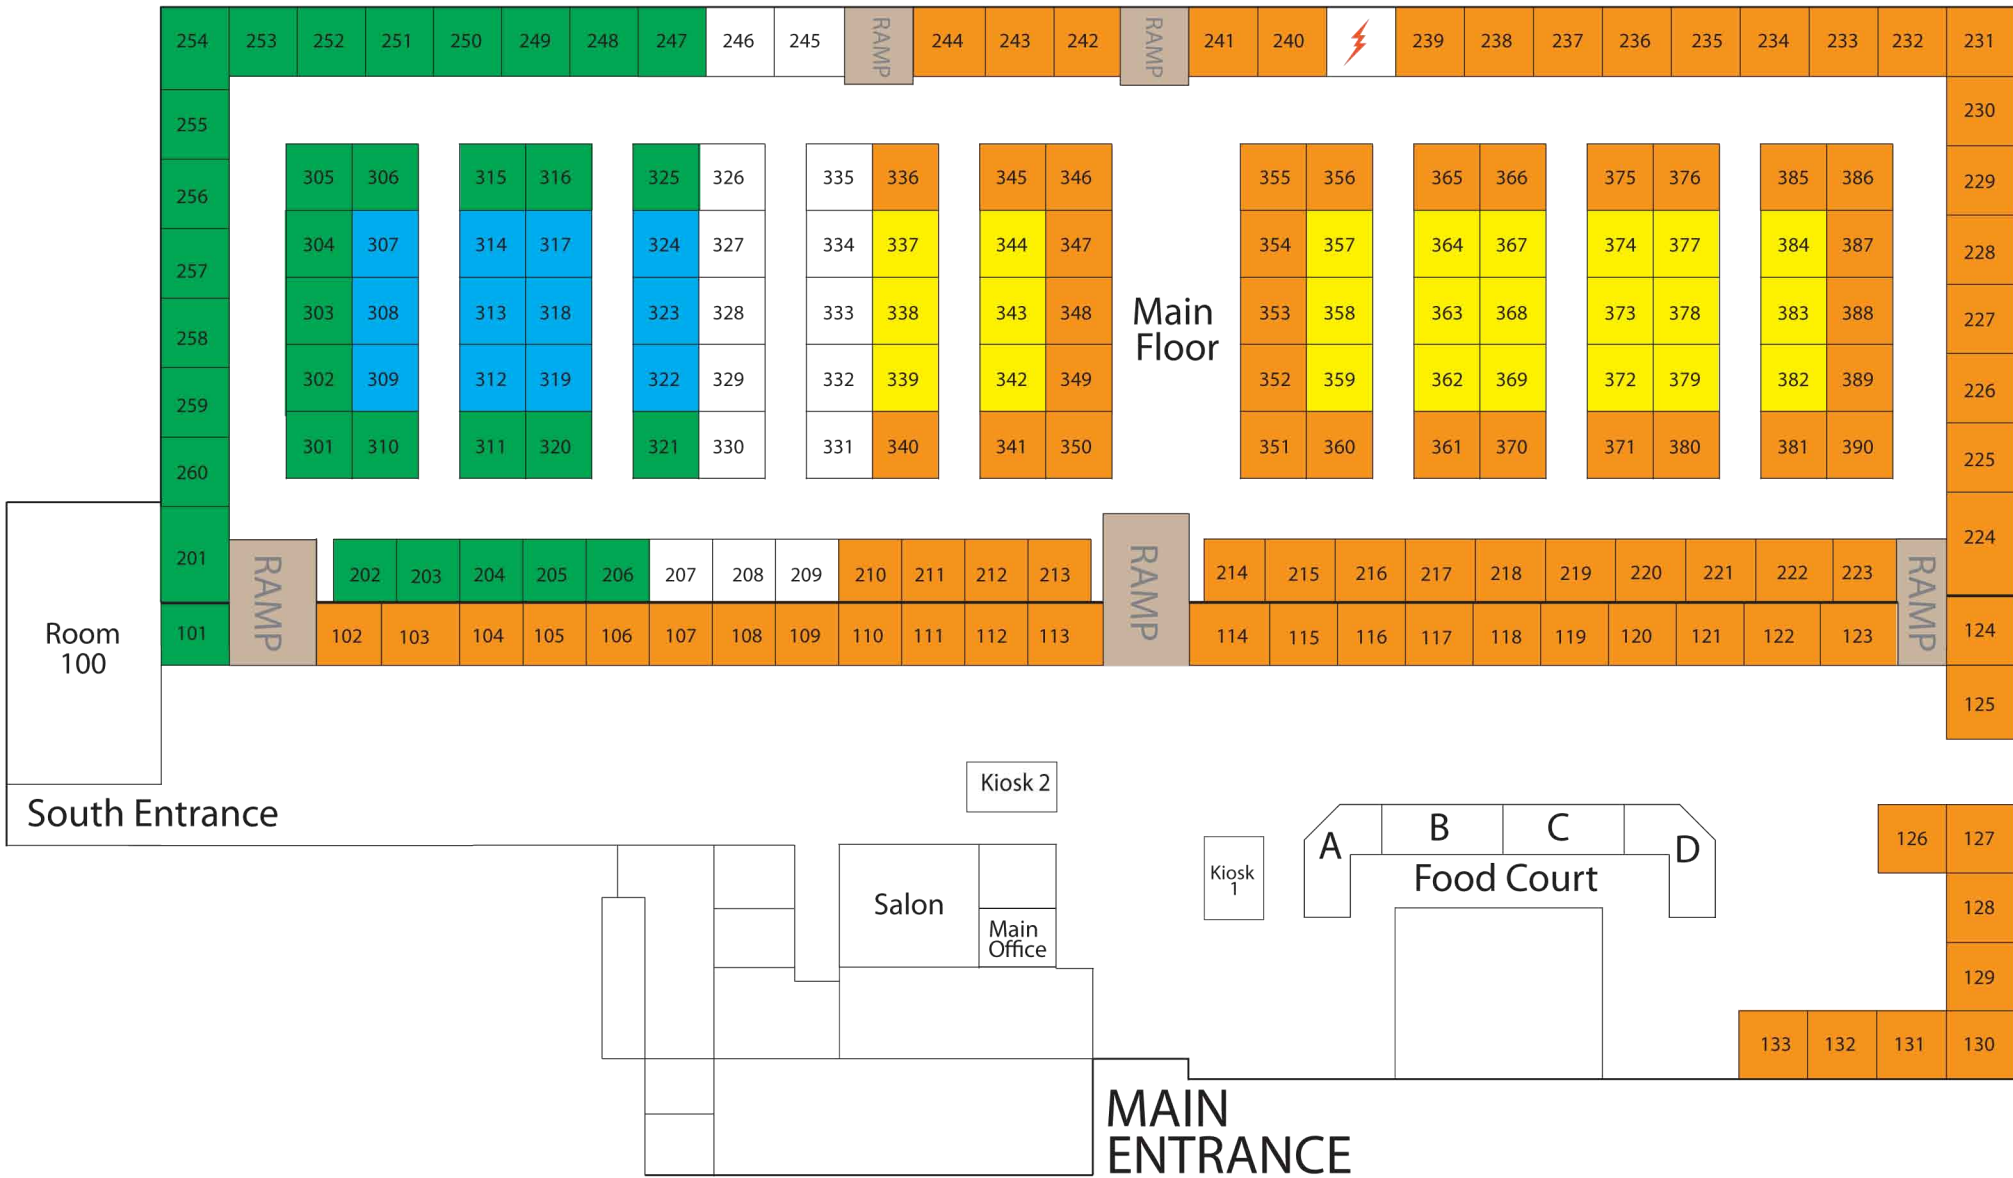 254 253 252 251 250 249 248 247 246 245 RAMP 244 243 242 RAMP 241 240 239 238 237 236 235 234 233 232 231
255 230
305 306 315 316 325 326 335 336 345 346 355 356 365 366 375 376 385 386
256 229
304 307 314 317 324 327 334 337 344 347 354 357 364 367 374 377 384 387
257 228
303 308 313 318 323 328 333 338 343 348 353 358 363 368 373 378 383 388
258 227
Main
Floor
302 309 312 319 322 329 332 339 342 349 352 359 362 369 372 379 382 389
259 226
301 310 311 320 321 330 331 340 341 350 351 360 361 370 371 380 381 390
260 225
201 224
RAMP 202 203 204 205 206 207 208 209 210 211 212 213 RAMP 214 215 216 217 218 219 220 221 222 223 RAMP
101 102 103 104 105 106 107 108 109 110 111 112 113 114 115 116 117 118 119 120 121 122 123 124
Room
100
125
Kiosk 2
South Entrance
A B C D
126 127
Kiosk
1
Food Court
Salon
128
Main
Office
129
133 132 131 130
MAIN
ENTRANCE